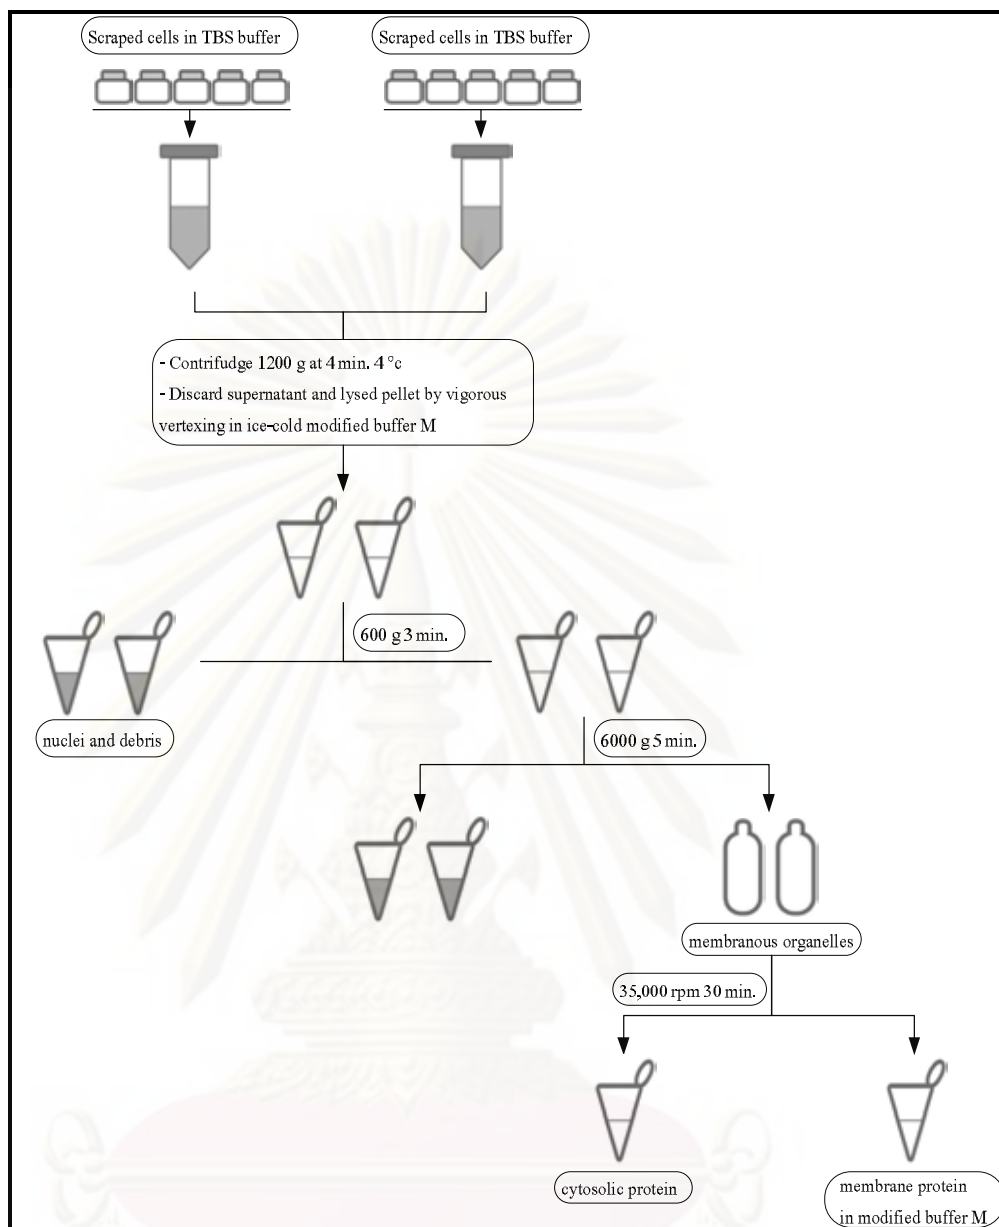 Scraped cells in TBS buffer
Scraped cells in TBS buffer
- Contrifudge 1200 g at 4 min. 4 °c
- Discard supernatant and lysed pellet by vigorous
vertexing in ice-cold modified buffer M
600 g 3 min.
nuclei and debris
6000 g 5 min.
membranous organelles
35,000 rpm 30 min.
cytosolic protein
membrane protein
in modified buffer M